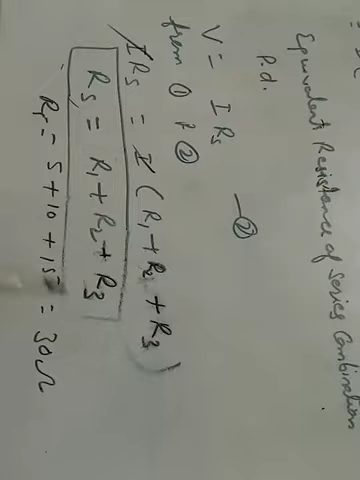 Equivalent Resistance of Series Combination
P.d.
V = I Rs — ②
from ① & ②
I Rs = I (R1 + R2 + R3)
Rs = R1 + R2 + R3
Rs = 5 + 10 + 15 = 30Ω